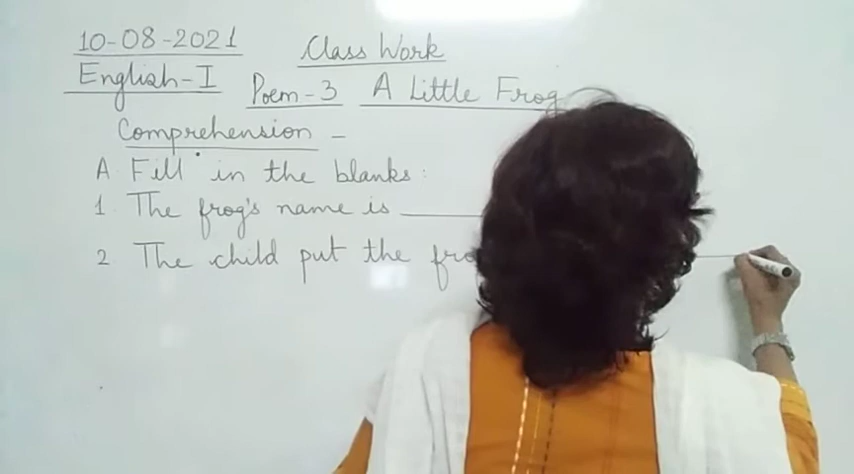 10-08-2021 Class Work
English-I Poem-3 A Little Frog
Comprehension -
A Fill in the blanks:
1. The frog's name is ______
2 The child put the